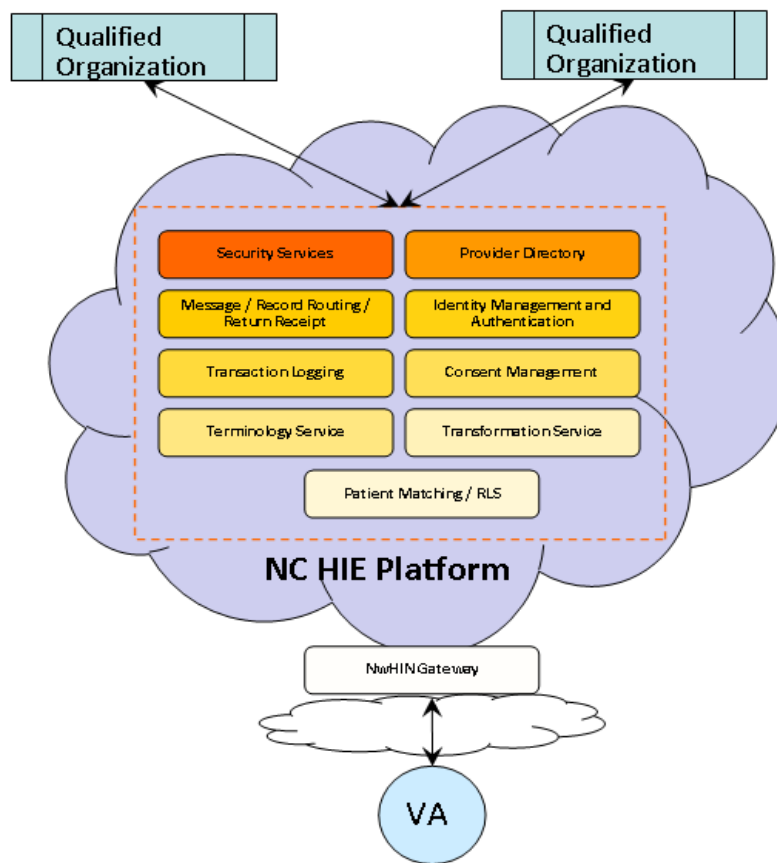 Qualified
Organization
Qualified
Organization
Security Services
Provider Directory
Message / Record Routing /
Return Receipt
Identity Management and
Authentication
Transaction Logging
Consent Management
Terminology Service
Transformation Service
Patient Matching / RLS
NC HIE Platform
NwHIN Gateway
VA